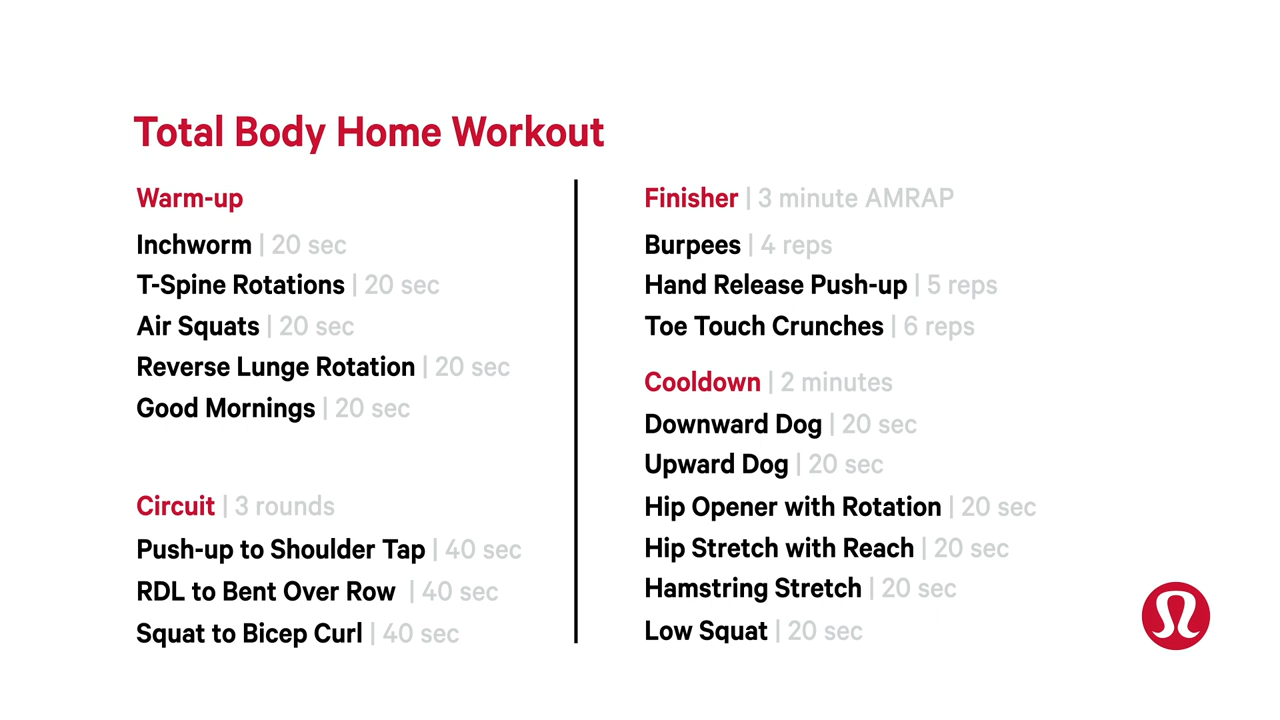 Total Body Home Workout
Warm-up
Inchworm | 20 sec
T-Spine Rotations | 20 sec
Air Squats | 20 sec
Reverse Lunge Rotation | 20 sec
Good Mornings | 20 sec
Circuit | 3 rounds
Push-up to Shoulder Tap | 40 sec
RDL to Bent Over Row | 40 sec
Squat to Bicep Curl | 40 sec
Finisher | 3 minute AMRAP
Burpees | 4 reps
Hand Release Push-up | 5 reps
Toe Touch Crunches | 6 reps
Cooldown | 2 minutes
Downward Dog | 20 sec
Upward Dog | 20 sec
Hip Opener with Rotation | 20 sec
Hip Stretch with Reach | 20 sec
Hamstring Stretch | 20 sec
Low Squat | 20 sec